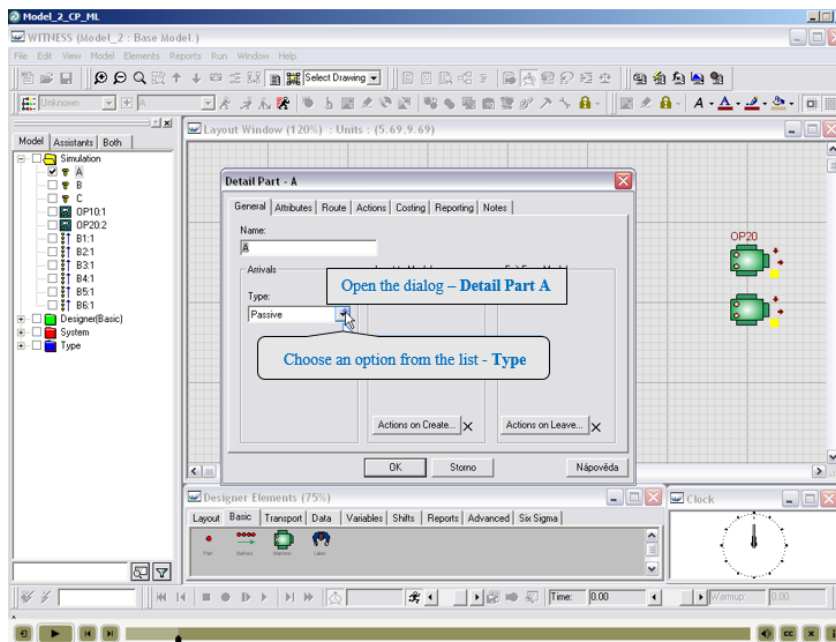 Model_2_CP_ML
WITNESS (Model_2 : Base Model.)
File Edit View Model Elements Reports Run Window Help
Select Drawing
Unknown A
Layout Window (120%) : Units : (5.69,9.69)
Model Assistants Both
Simulation
A
B
C
OP10:1
OP20:2
B1:1
B2:1
B3:1
B4:1
B5:1
B6:1
Designer(Basic)
System
Type
Detail Part - A
General Attributes Route Actions Costing Reporting Notes
Name:
A
Arrivals
Type:
Passive
Open the dialog – Detail Part A
Choose an option from the list - Type
Actions on Create... Actions on Leave...
OK Storno Nápověda
OP20
Designer Elements (75%)
Layout Basic Transport Data Variables Shifts Reports Advanced Six Sigma
Part Buffers Machine Labor
Clock
Time: 0.00 Warmup: 0.00
CC